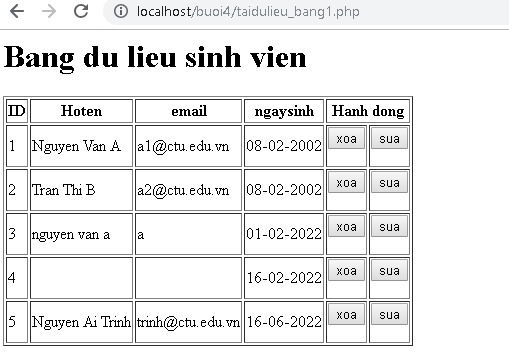 localhost/buoi4/taidulieu_bang1.php
Bang du lieu sinh vien
ID Hoten email ngaysinh Hanh dong
1 Nguyen Van A a1@ctu.edu.vn 08-02-2002 xoa sua
2 Tran Thi B a2@ctu.edu.vn 08-02-2002 xoa sua
3 nguyen van a a 01-02-2022 xoa sua
4 16-02-2022 xoa sua
5 Nguyen Ai Trinh trinh@ctu.edu.vn 16-06-2022 xoa sua